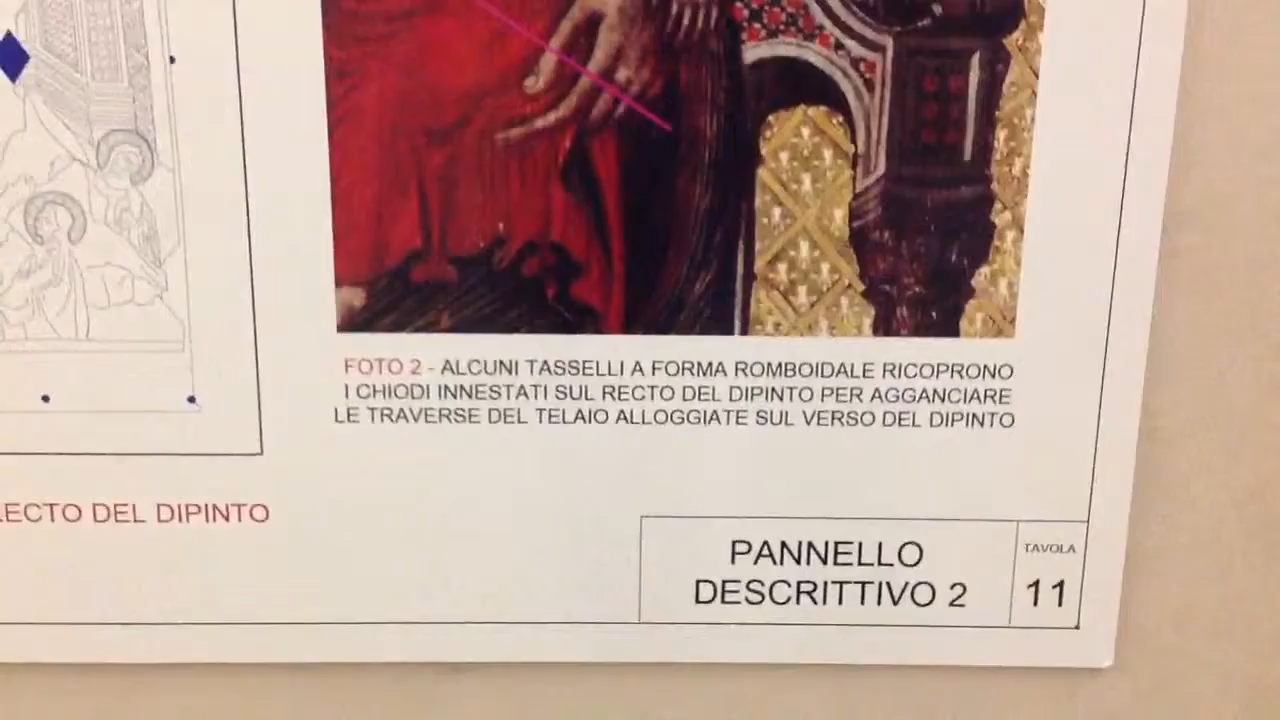 FOTO 2 - ALCUNI TASSELLI A FORMA ROMBOIDALE RICOPRONO
I CHIODI INNESTATI SUL RECTO DEL DIPINTO PER AGGANCIARE
LE TRAVERSE DEL TELAIO ALLOGGIATE SUL VERSO DEL DIPINTO
DEL DIPINTO
PANNELLO
DESCRITTIVO 2
TAVOLA
11